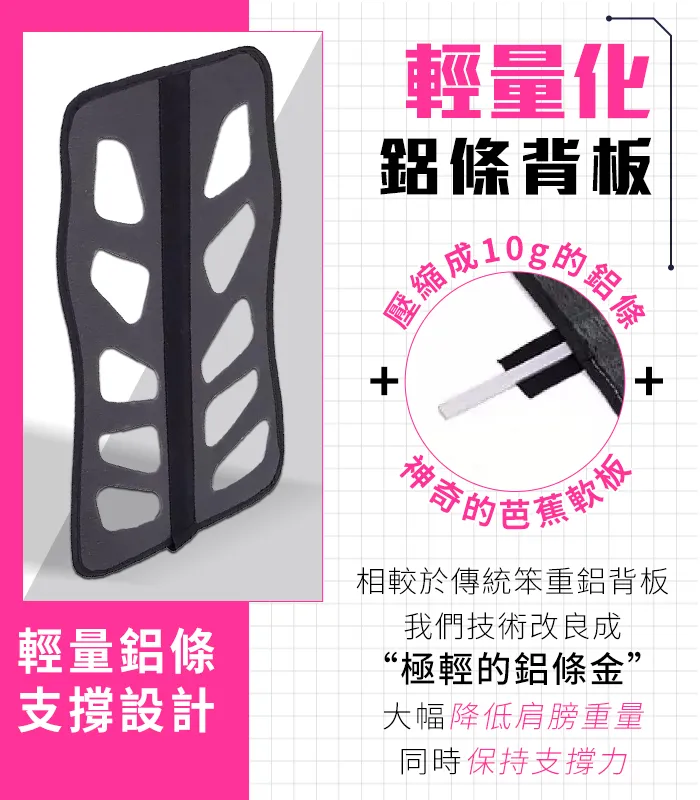 輕量化
鋁條背板
壓縮成10g的鋁條
+ +
神奇的芭蕉軟板
相較於傳統笨重鋁背板
我們技術改良成
“極輕的鋁條金”
大幅降低肩膀重量
同時保持支撐力
輕量鋁條
支撐設計